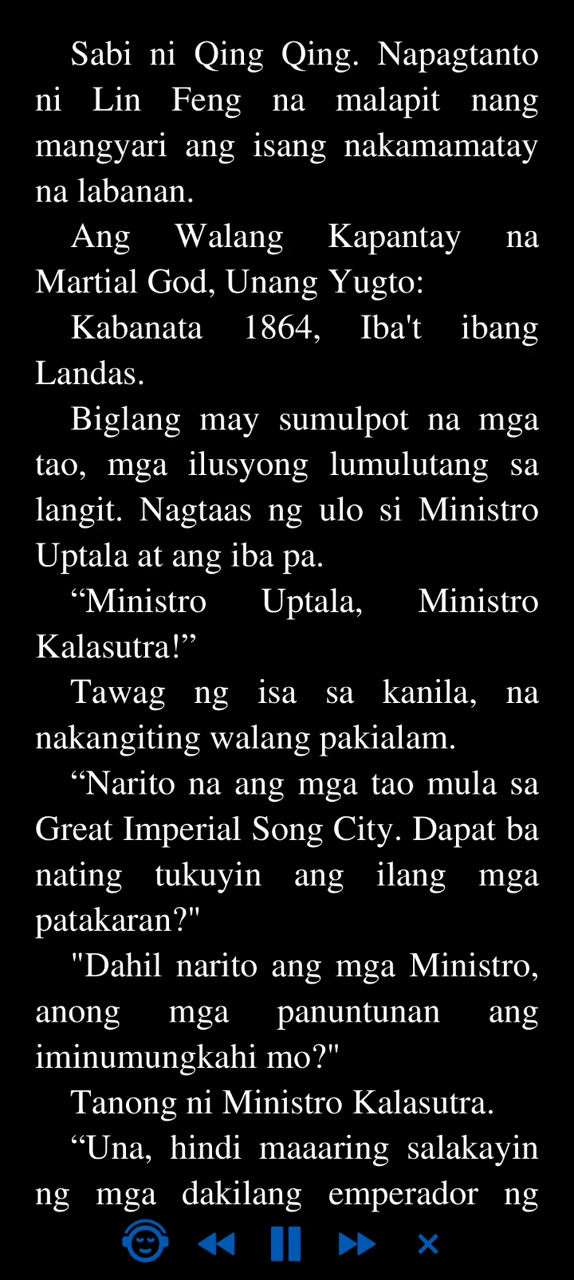 Sabi ni Qing Qing. Napagtanto
ni Lin Feng na malapit nang
mangyari ang isang nakamamatay
na labanan.
Ang Walang Kapantay na
Martial God, Unang Yugto:
Kabanata 1864, Iba't ibang
Landas.
Biglang may sumulpot na mga
tao, mga ilusyong lumulutang sa
langit. Nagtaas ng ulo si Ministro
Uptala at ang iba pa.
“Ministro Uptala, Ministro
Kalasutra!”
Tawag ng isa sa kanila, na
nakangiting walang pakialam.
“Narito na ang mga tao mula sa
Great Imperial Song City. Dapat ba
nating tukuyin ang ilang mga
patakaran?"
"Dahil narito ang mga Ministro,
anong mga panuntunan ang
iminumungkahi mo?"
Tanong ni Ministro Kalasutra.
“Una, hindi maaaring salakayin
ng mga dakilang emperador ng